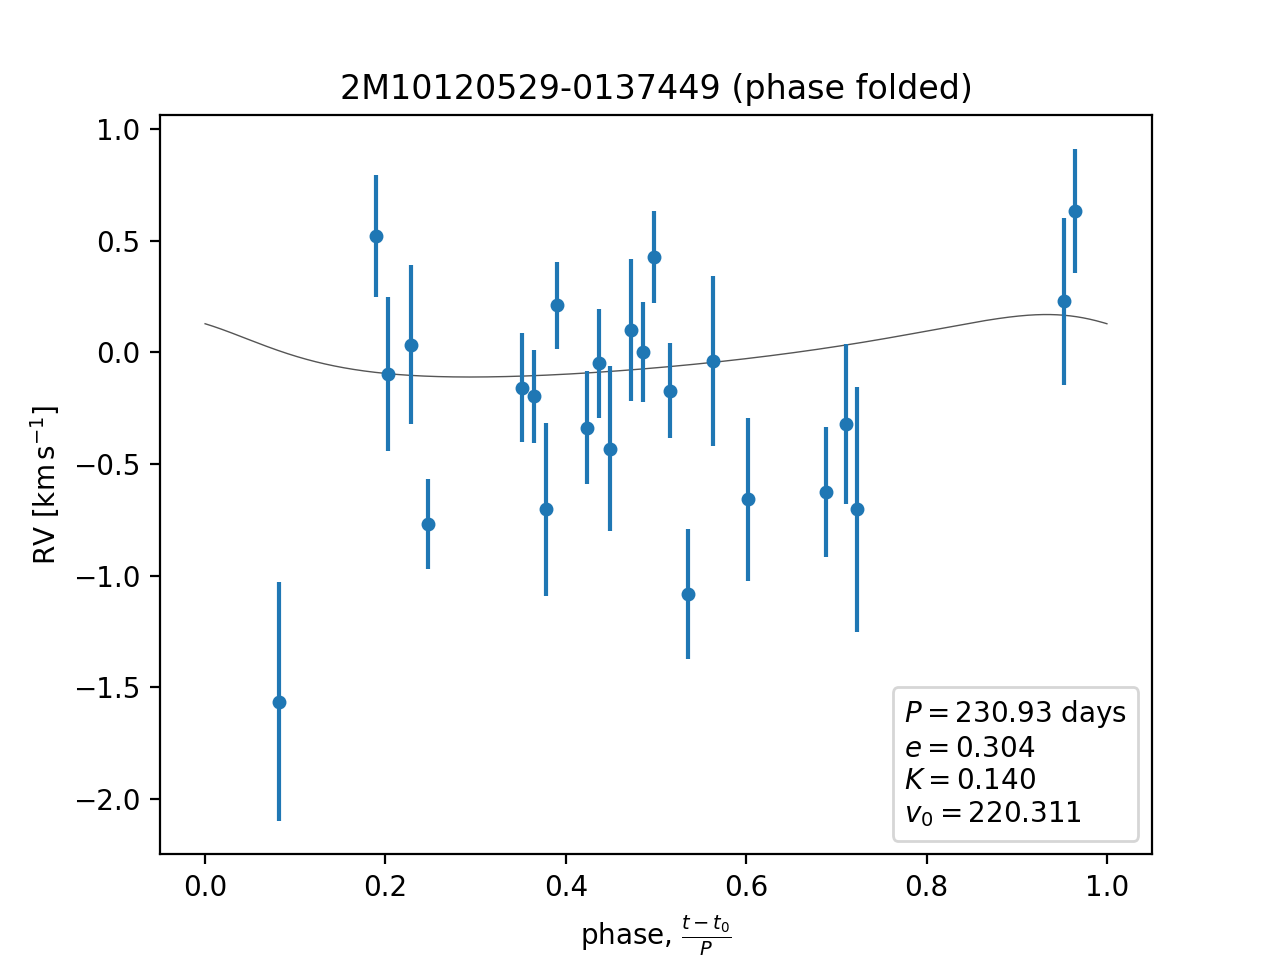 2M10120529-0137449 (phase folded)
1.0
0.5
0.0
−0.5
−1.0
−1.5
−2.0
RV [km s⁻¹]
P = 230.93 days
e = 0.304
K = 0.140
v₀ = 220.311
0.0 0.2 0.4 0.6 0.8 1.0
phase, (t − t₀)/P